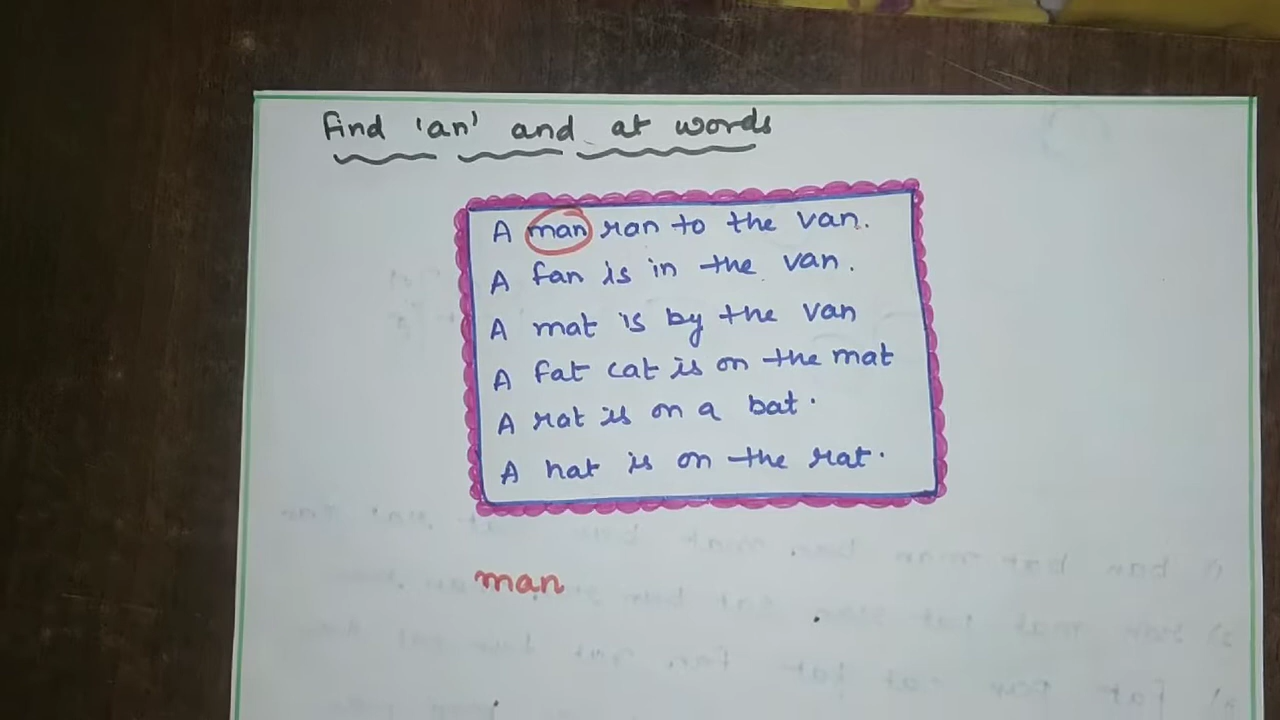 Find 'an' and at words
A man ran to the van.
A fan is in the van.
A mat is by the van
A fat cat is on the mat
A rat is on a bat.
A hat is on the rat.
man